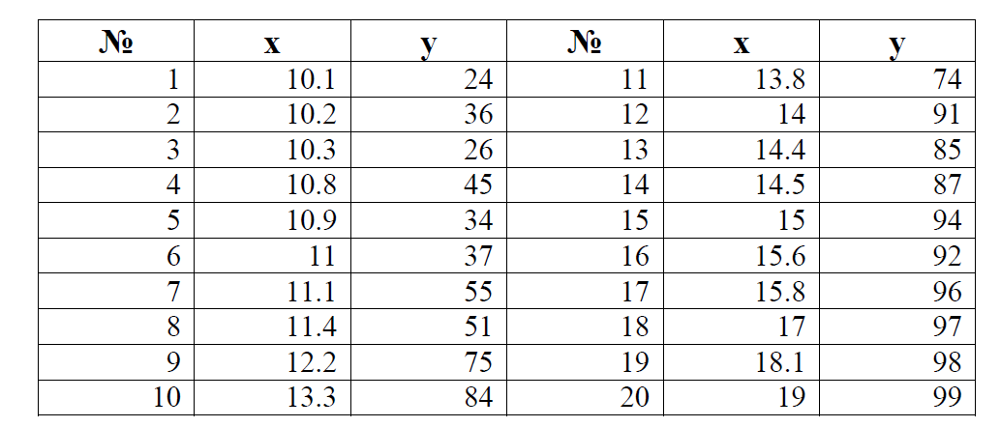 № x y № x y
1 10.1 24 11 13.8 74
2 10.2 36 12 14 91
3 10.3 26 13 14.4 85
4 10.8 45 14 14.5 87
5 10.9 34 15 15 94
6 11 37 16 15.6 92
7 11.1 55 17 15.8 96
8 11.4 51 18 17 97
9 12.2 75 19 18.1 98
10 13.3 84 20 19 99